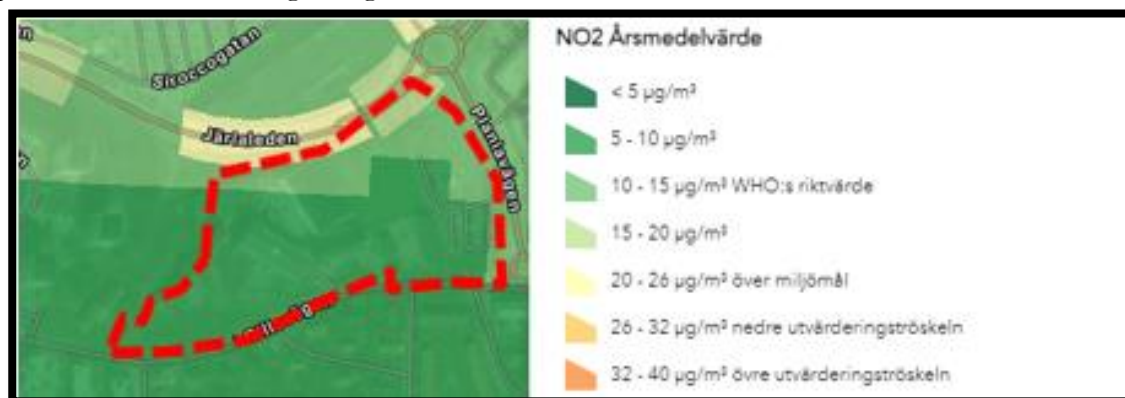 Siroccogatan
Järlaleden
Plantavägen
NO2 Årsmedelvärde
< 5 µg/m³
5 - 10 µg/m³
10 - 15 µg/m³ WHO:s riktvärde
15 - 20 µg/m³
20 - 26 µg/m³ över miljömål
26 - 32 µg/m³ nedre utvärderingströskeln
32 - 40 µg/m³ övre utvärderingströskeln